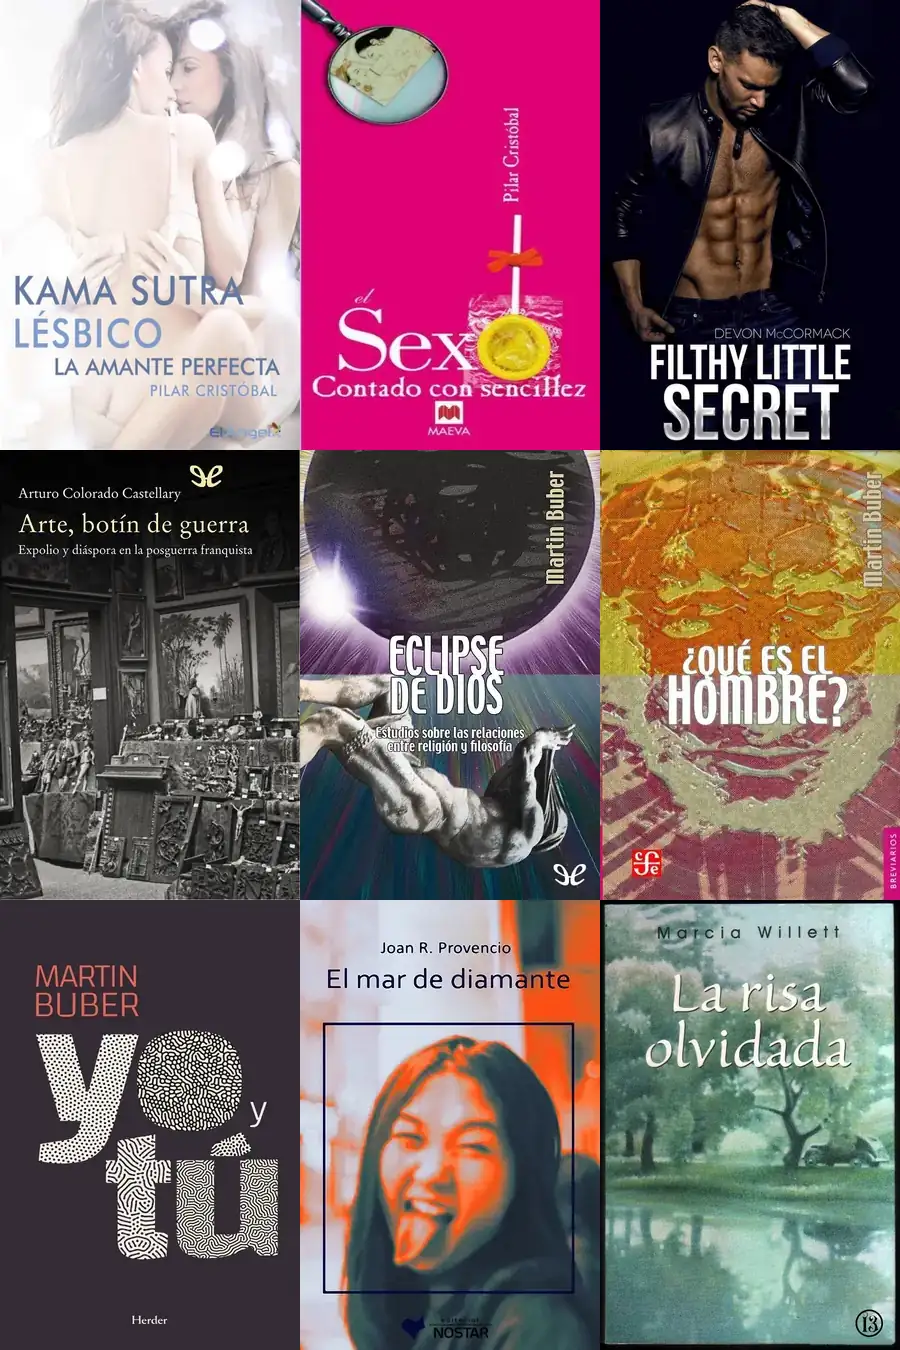 KAMA SUTRA
LÉSBICO
LA AMANTE PERFECTA
PILAR CRISTÓBAL
Pilar Cristóbal
el
Sexo
Contado con sencillez
MAEVA
DEVON McCORMACK
FILTHY LITTLE
SECRET
Arturo Colorado Castellary
Arte, botín de guerra
Expolio y diáspora en la posguerra franquista
Martin Buber
ECLIPSE
DE DIOS
Estudios sobre las relaciones
entre religión y filosofía
Martin Buber
¿QUÉ ES EL
HOMBRE?
cfe
BREVIARIOS
MARTIN
BUBER
yo
y
tú
Herder
Joan R. Provencio
El mar de diamante
editorial
NOSTAR
Marcia Willett
La risa
olvidada
13